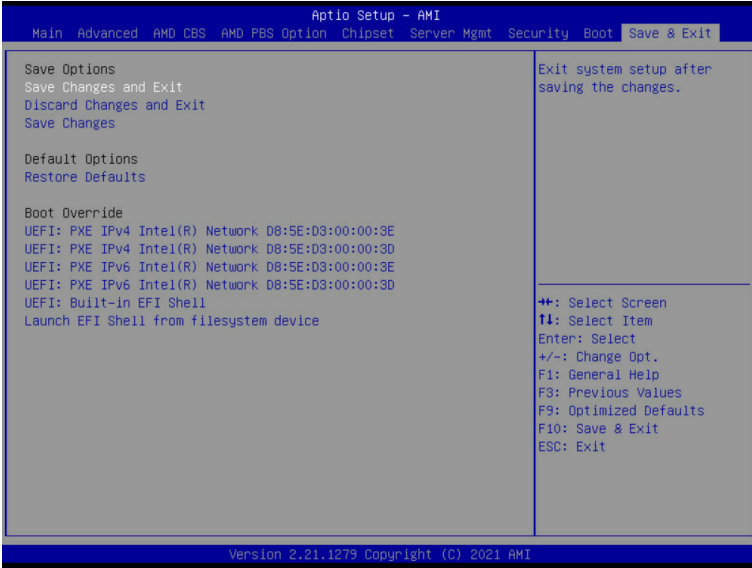 Aptio Setup – AMI
Main Advanced AMD CBS AMD PBS Option Chipset Server Mgmt Security Boot Save & Exit
Save Options
Save Changes and Exit
Discard Changes and Exit
Save Changes
Default Options
Restore Defaults
Boot Override
UEFI: PXE IPv4 Intel(R) Network D8:5E:D3:00:00:3E
UEFI: PXE IPv4 Intel(R) Network D8:5E:D3:00:00:3D
UEFI: PXE IPv6 Intel(R) Network D8:5E:D3:00:00:3E
UEFI: PXE IPv6 Intel(R) Network D8:5E:D3:00:00:3D
UEFI: Built-in EFI Shell
Launch EFI Shell from filesystem device
Exit system setup after
saving the changes.
→←: Select Screen
↑↓: Select Item
Enter: Select
+/-: Change Opt.
F1: General Help
F3: Previous Values
F9: Optimized Defaults
F10: Save & Exit
ESC: Exit
Version 2.21.1279 Copyright (C) 2021 AMI